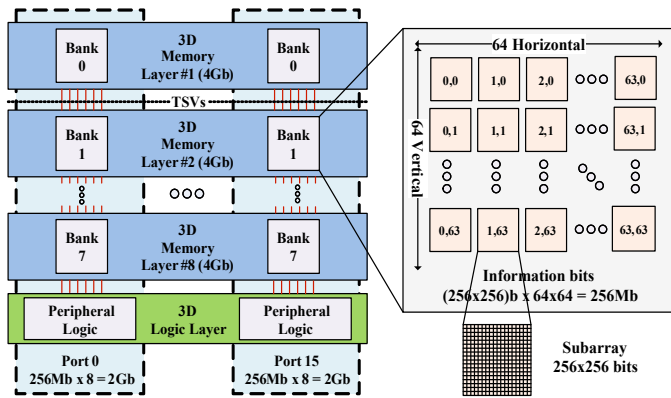 Bank
0
3D
Memory
Layer #1 (4Gb)
Bank
0
TSVs
Bank
1
3D
Memory
Layer #2 (4Gb)
Bank
1
Bank
7
3D
Memory
Layer #8 (4Gb)
Bank
7
Peripheral
Logic
3D
Logic Layer
Peripheral
Logic
Port 0
256Mb x 8 = 2Gb
Port 15
256Mb x 8 = 2Gb
64 Horizontal
64 Vertical
0,0 1,0 2,0 63,0
0,1 1,1 2,1 63,1
0,63 1,63 2,63 63,63
Information bits
(256x256)b x 64x64 = 256Mb
Subarray
256x256 bits